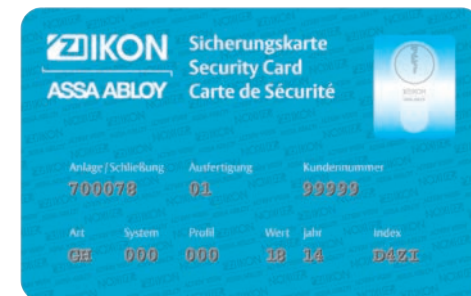 IKON
ASSA ABLOY
Sicherungskarte
Security Card
Carte de Sécurité
Anlage/Schließung Ausfertigung Kundennummer
700078 01 99999
Art System Profil Wert jahr Index
GH 000 000 13 14 D4ZI